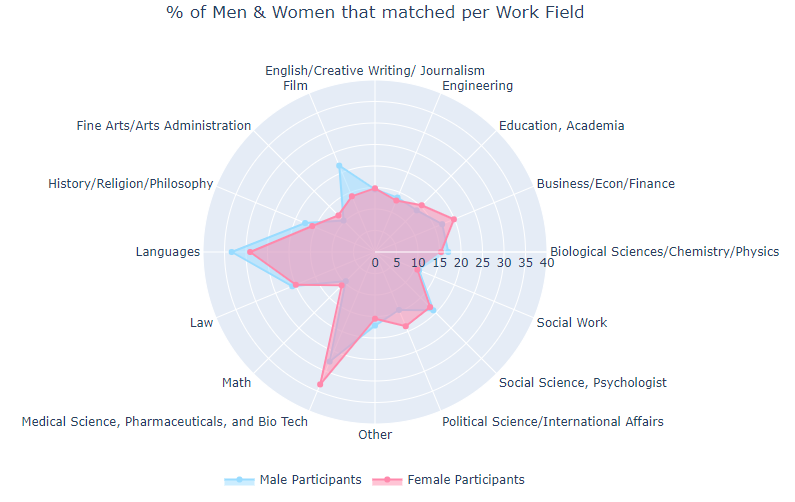 % of Men & Women that matched per Work Field
English/Creative Writing/ Journalism
Film
Engineering
Fine Arts/Arts Administration
Education, Academia
History/Religion/Philosophy
Business/Econ/Finance
Languages
Biological Sciences/Chemistry/Physics
0 5 10 15 20 25 30 35 40
Law
Social Work
Math
Social Science, Psychologist
Medical Science, Pharmaceuticals, and Bio Tech
Political Science/International Affairs
Other
Male Participants
Female Participants